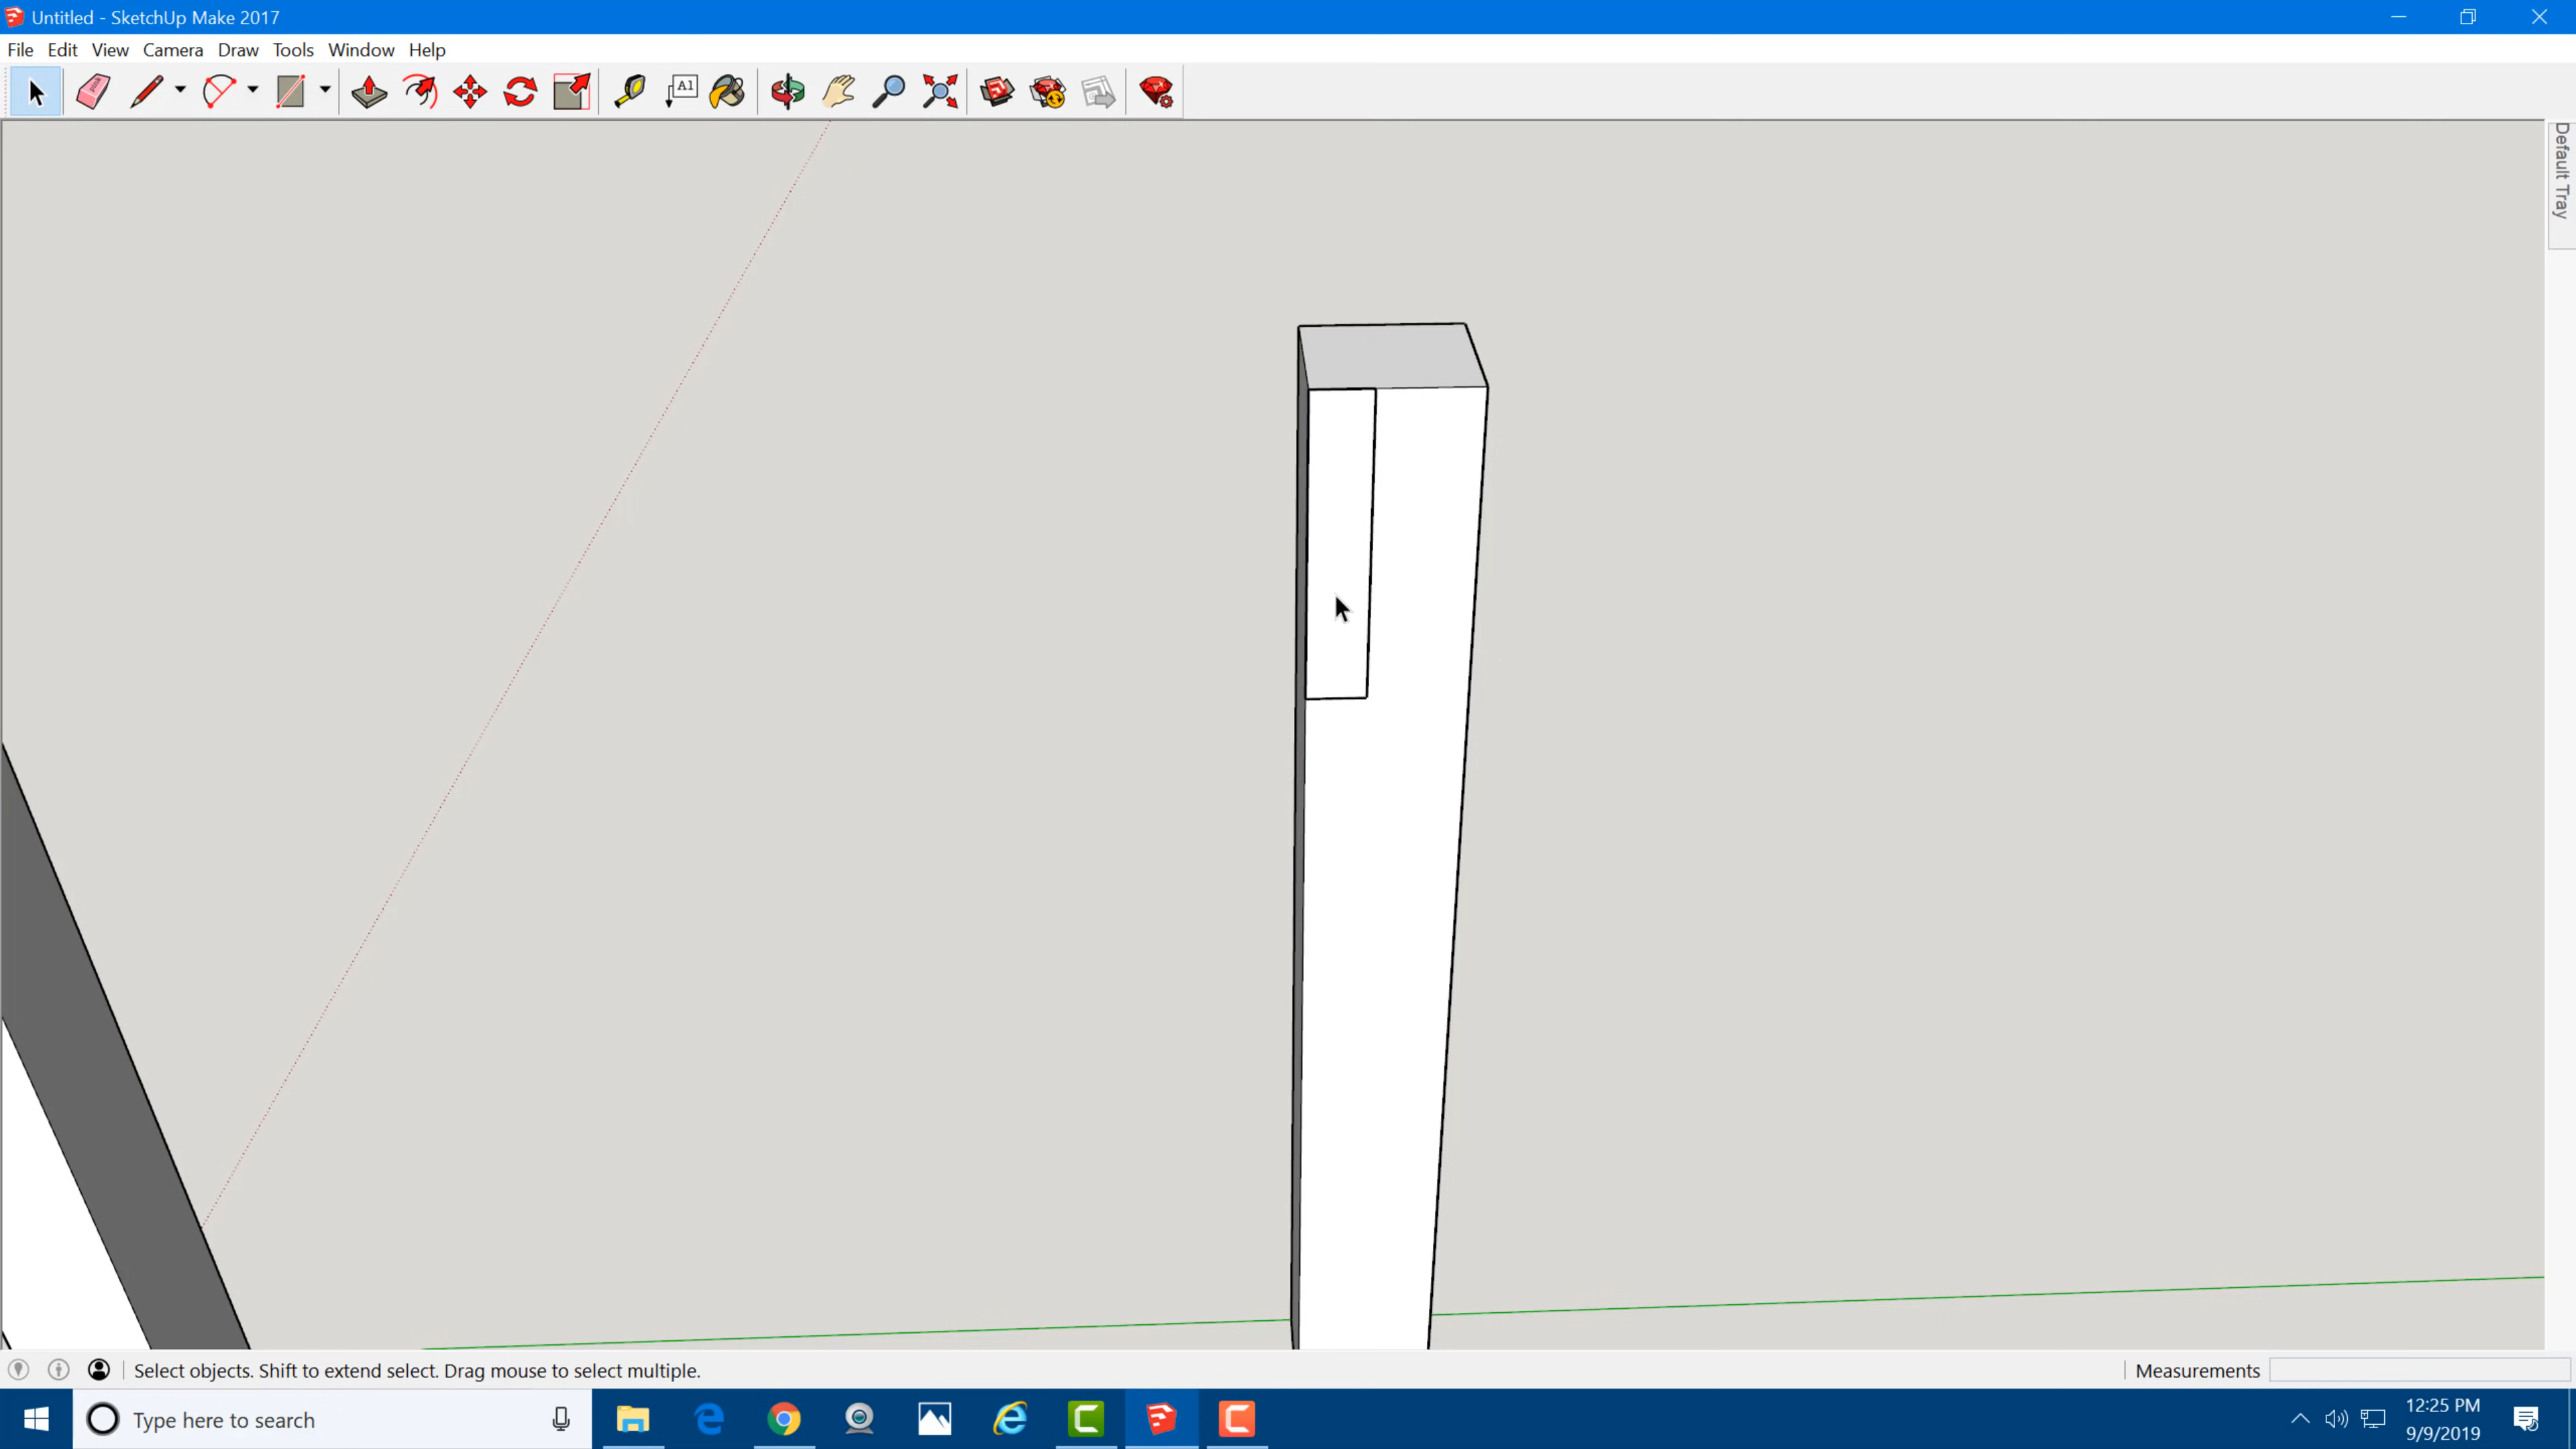 Untitled - SketchUp Make 2017
File Edit View Camera Draw Tools Window Help
A1
Default Tray
Select objects. Shift to extend select. Drag mouse to select multiple.
Measurements
Type here to search
12:25 PM
9/9/2019